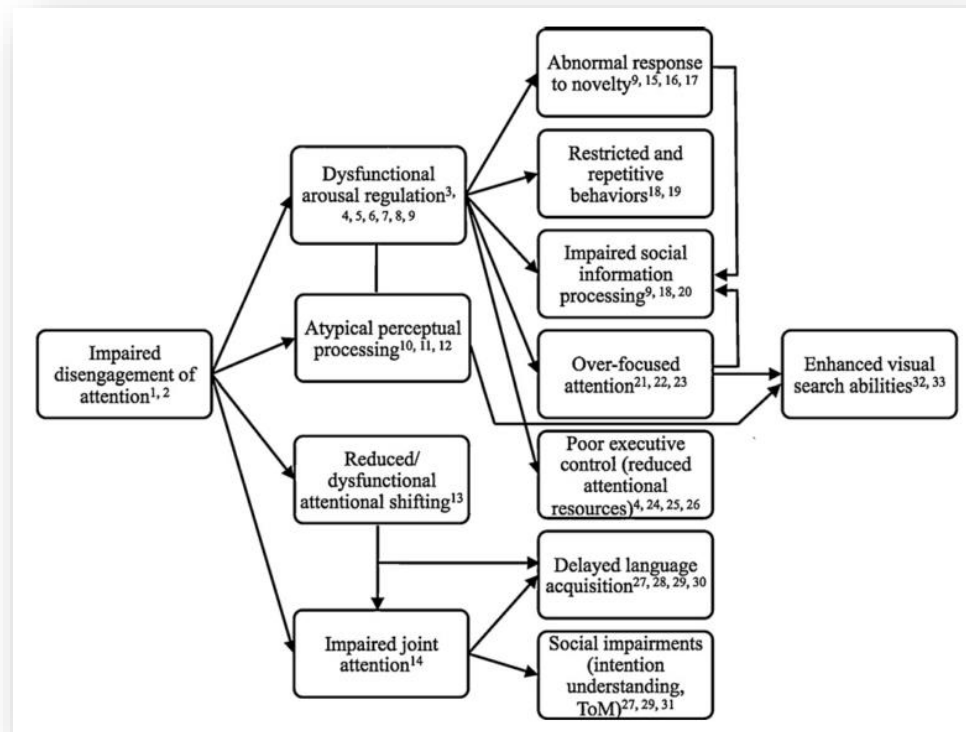 Abnormal response
to novelty9, 15, 16, 17
Dysfunctional
arousal regulation3,
4, 5, 6, 7, 8, 9
Restricted and
repetitive
behaviors18, 19
Impaired social
information
processing9, 18, 20
Atypical perceptual
processing10, 11, 12
Impaired
disengagement of
attention1, 2
Over-focused
attention21, 22, 23
Enhanced visual
search abilities32, 33
Reduced/
dysfunctional
attentional shifting13
Poor executive
control (reduced
attentional
resources)4, 24, 25, 26
Delayed language
acquisition27, 28, 29, 30
Impaired joint
attention14
Social impairments
(intention
understanding,
ToM)27, 29, 31